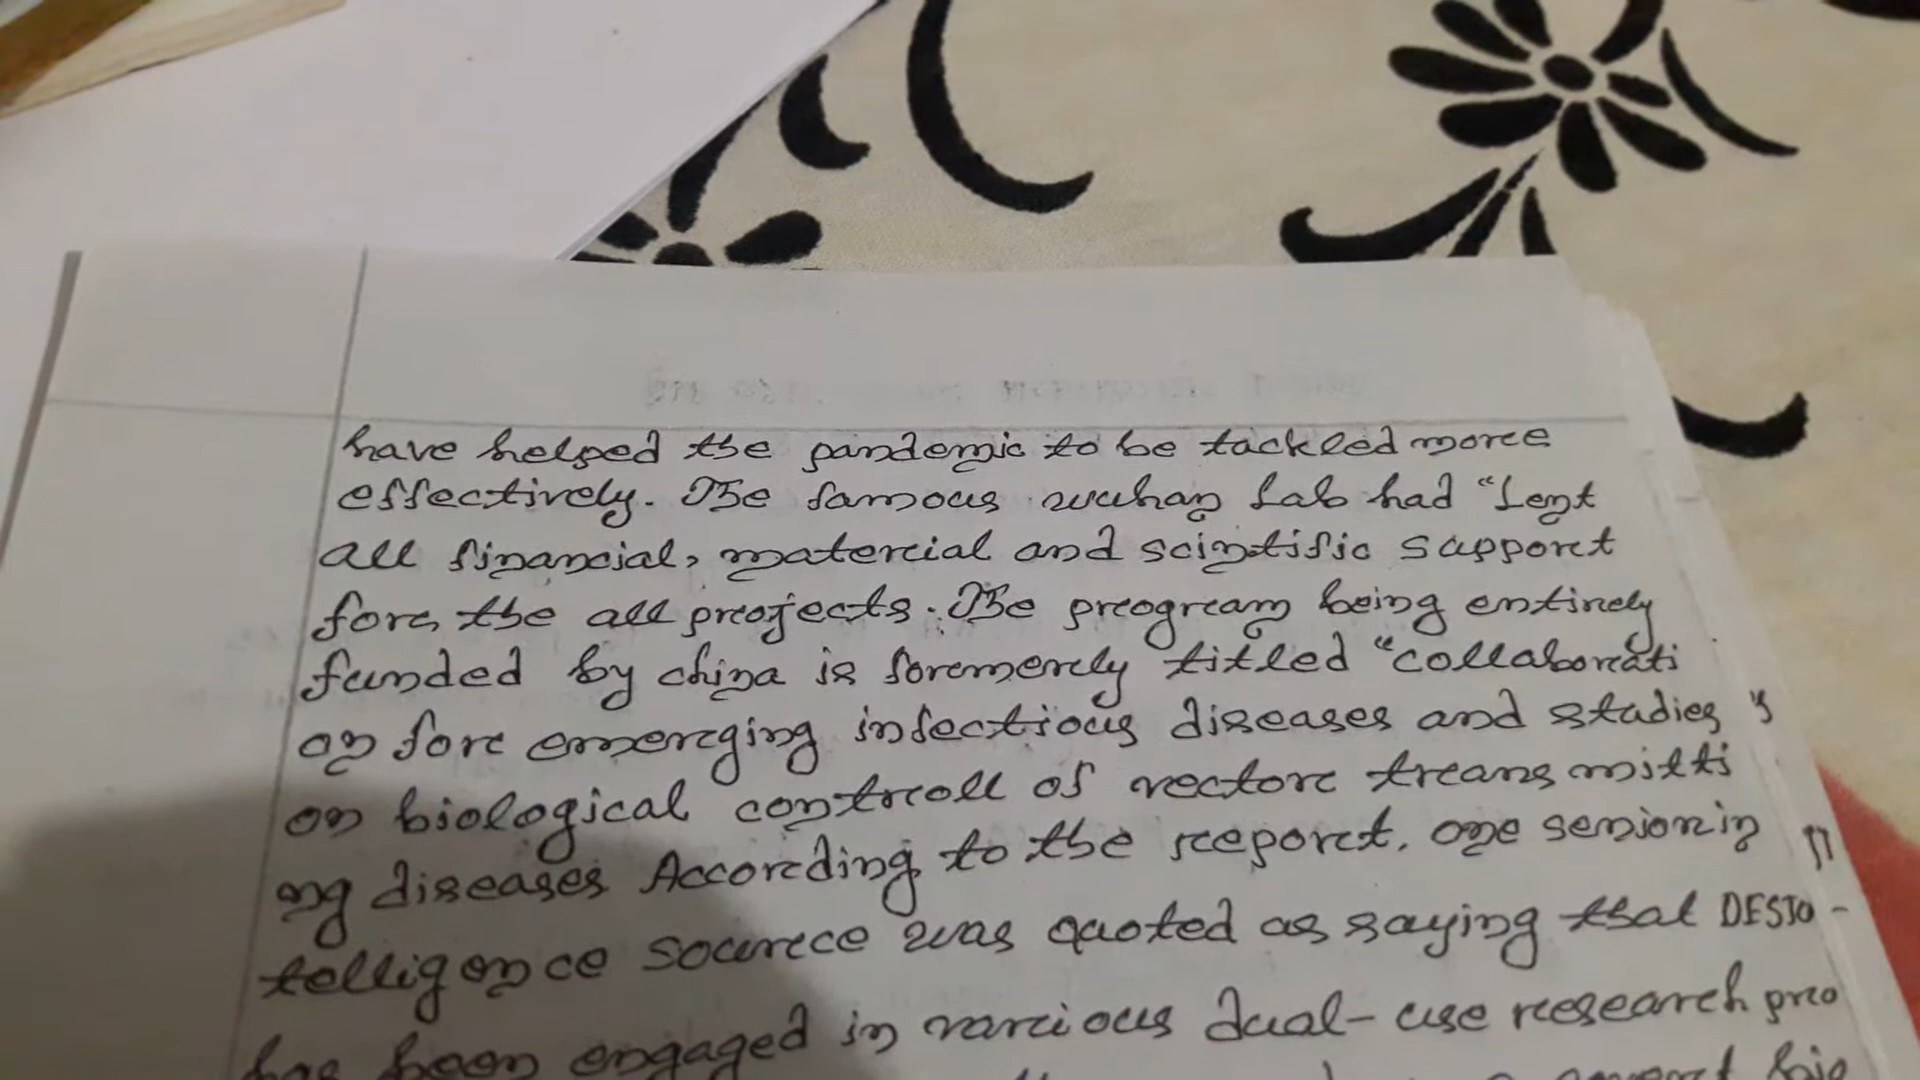 have helped the pandemic to be tackled more
effectively. The famous wuhan Lab had "Lent
all financial, material and scintific support
for the all projects. The program being entirely
funded by china is formerly titled "collaborati
on for emerging infectious diseases and studies"
on biological controll of vector transmitti
ng diseases According to the report, one senior in"
telligence source was quoted as saying that DESTO-
has been engaged in various dual-use research pro